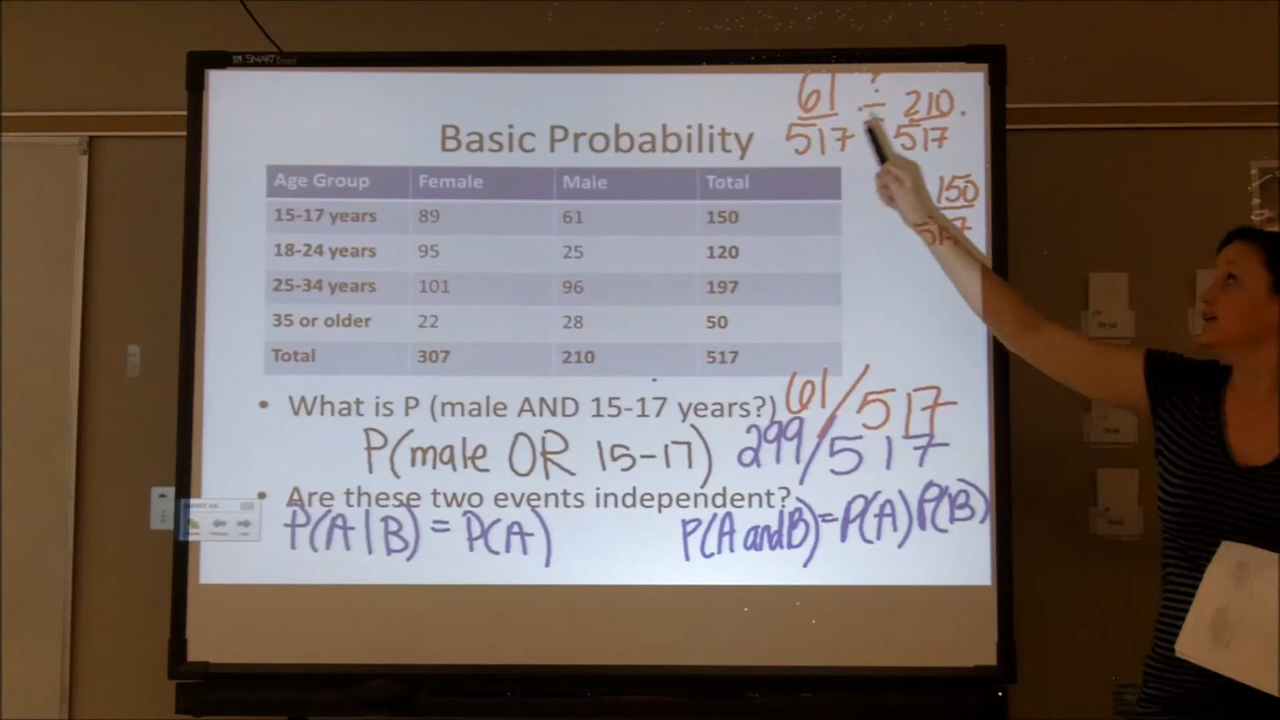 SMART
61 ? 210
517 = 517 .
Basic Probability
150
517
Age Group Female Male Total
15-17 years 89 61 150
18-24 years 95 25 120
25-34 years 101 96 197
35 or older 22 28 50
Total 307 210 517
• What is P (male AND 15-17 years?) 61/517
P(male OR 15-17) 299/517
• Are these two events independent?
P(A|B) = P(A) P(A and B) = P(A) P(B)